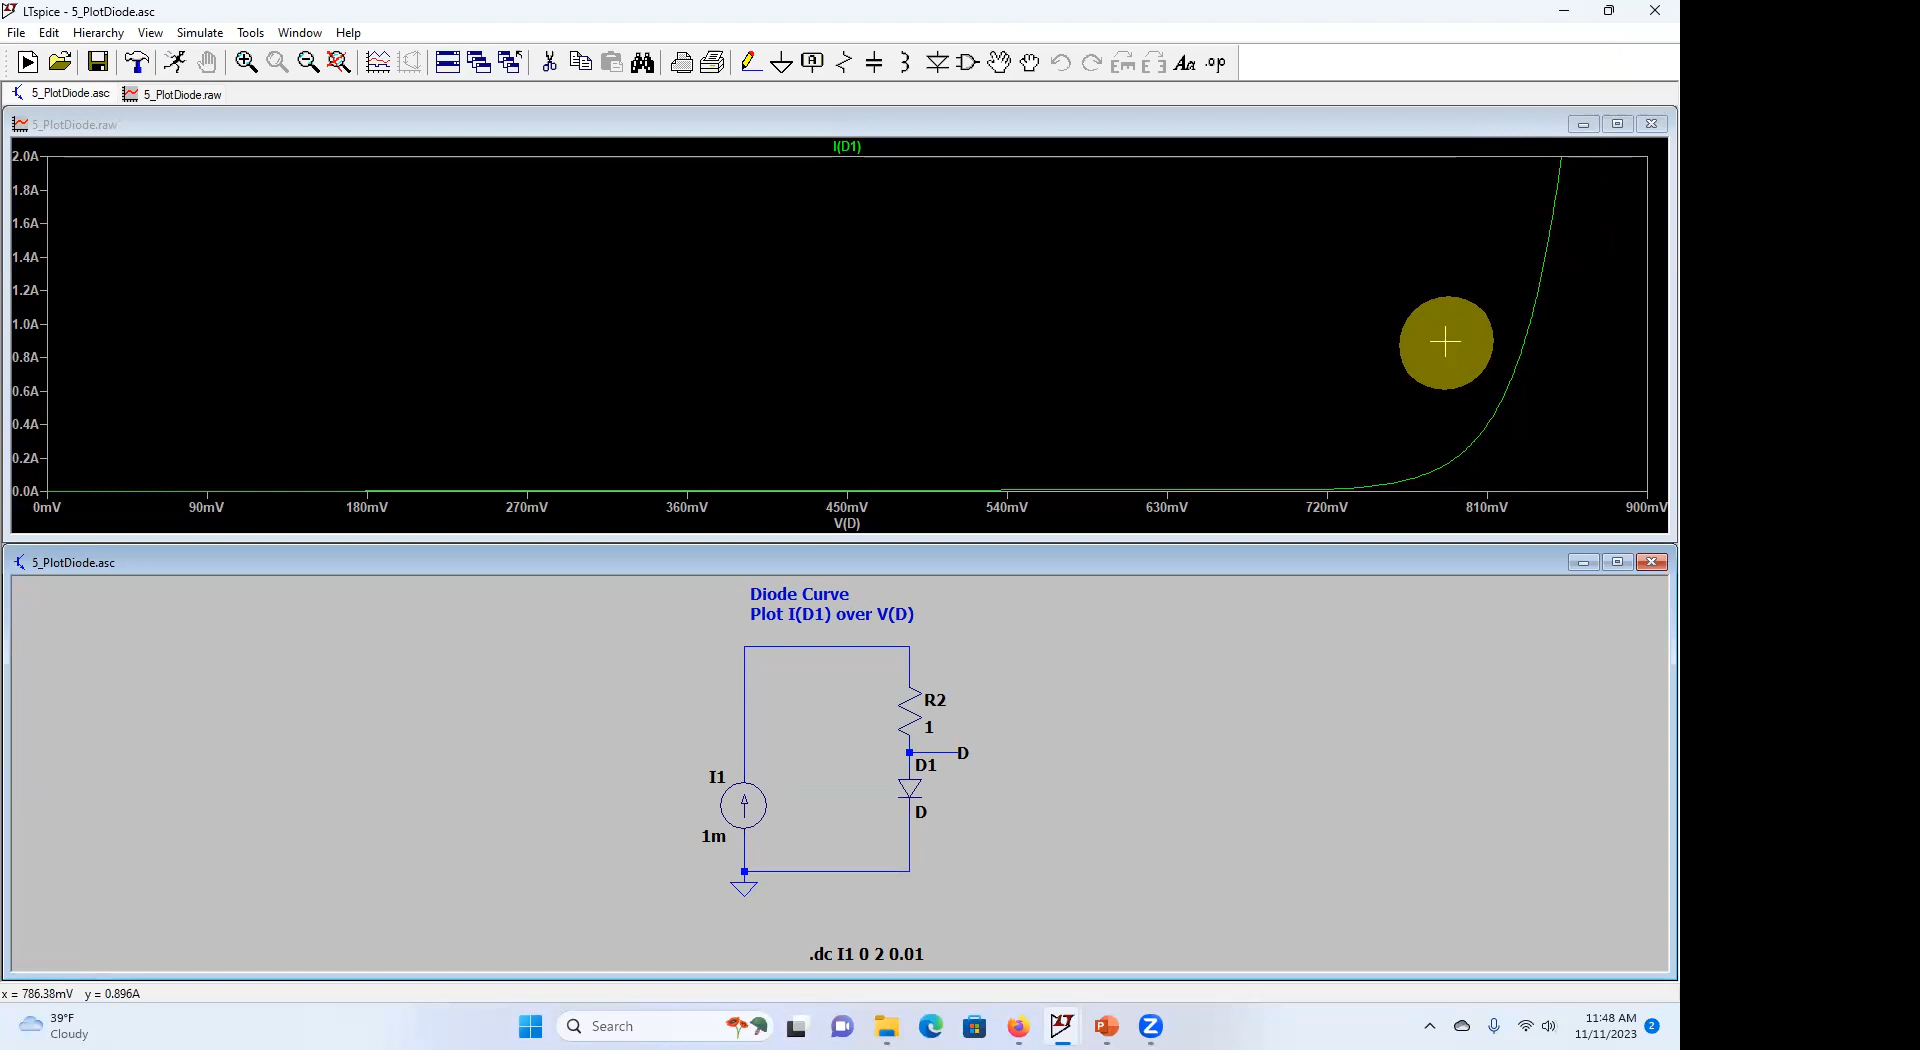 LTspice - 5_PlotDiode.asc
File Edit Hierarchy View Simulate Tools Window Help
A Aa .op
5_PlotDiode.asc 5_PlotDiode.raw
5_PlotDiode.raw
I(D1)
2.0A
1.8A
1.6A
1.4A
1.2A
1.0A
0.8A
0.6A
0.4A
0.2A
0.0A
0mV 90mV 180mV 270mV 360mV 450mV 540mV 630mV 720mV 810mV 900mV
V(D)
5_PlotDiode.asc
Diode Curve
Plot I(D1) over V(D)
R2
1
D
D1
I1
D
1m
.dc I1 0 2 0.01
x = 786.38mV y = 0.896A
39°F
Cloudy
Search
11:48 AM
11/11/2023
2